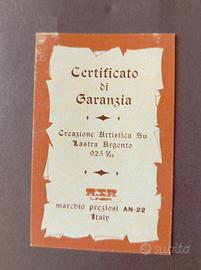 Certificato
di
Garanzia
Creazione Artistica Su
Lastra Argento
925 ‰
marchio preziosi AN-22
Italy
subito